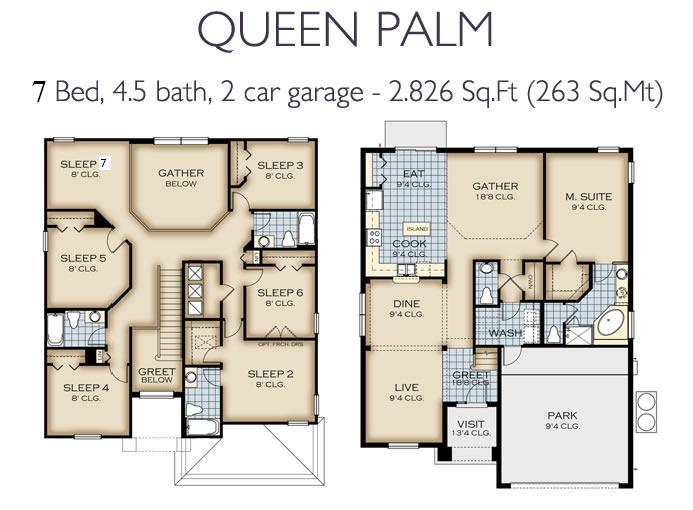 QUEEN PALM
7 Bed, 4.5 bath, 2 car garage - 2.826 Sq.Ft (263 Sq.Mt)
SLEEP 7
8' CLG.
GATHER
BELOW
SLEEP 3
8' CLG.
SLEEP 5
8' CLG.
LIN
SLEEP 6
8' CLG.
OPT. FRCH. DRS.
LIN
GREET
BELOW
SLEEP 4
8' CLG.
SLEEP 2
8' CLG.
EAT
9'4 CLG.
GATHER
18'8 CLG.
M. SUITE
9'4 CLG.
ISLAND
COOK
9'4 CLG.
OWN
DINE
9'4 CLG.
WASH
LIVE
9'4 CLG.
GREET
18'8 CLG
VISIT
13'4 CLG.
PARK
9'4 CLG.